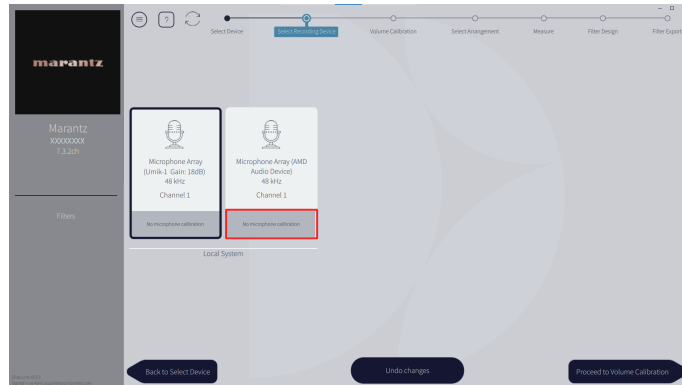 Select Device
Select Recording Device
Volume Calibration
Select Arrangement
Measure
Filter Design
Filter Export
marantz
Marantz
XXXXXXXX
7.3.2ch
Filters
Microphone Array
(Umik-1 Gain: 18dB)
48 kHz
Channel 1
No microphone calibration
Microphone Array (AMD
Audio Device)
48 kHz
Channel 1
No microphone calibration
Local System
Back to Select Device
Undo changes
Proceed to Volume Calibration